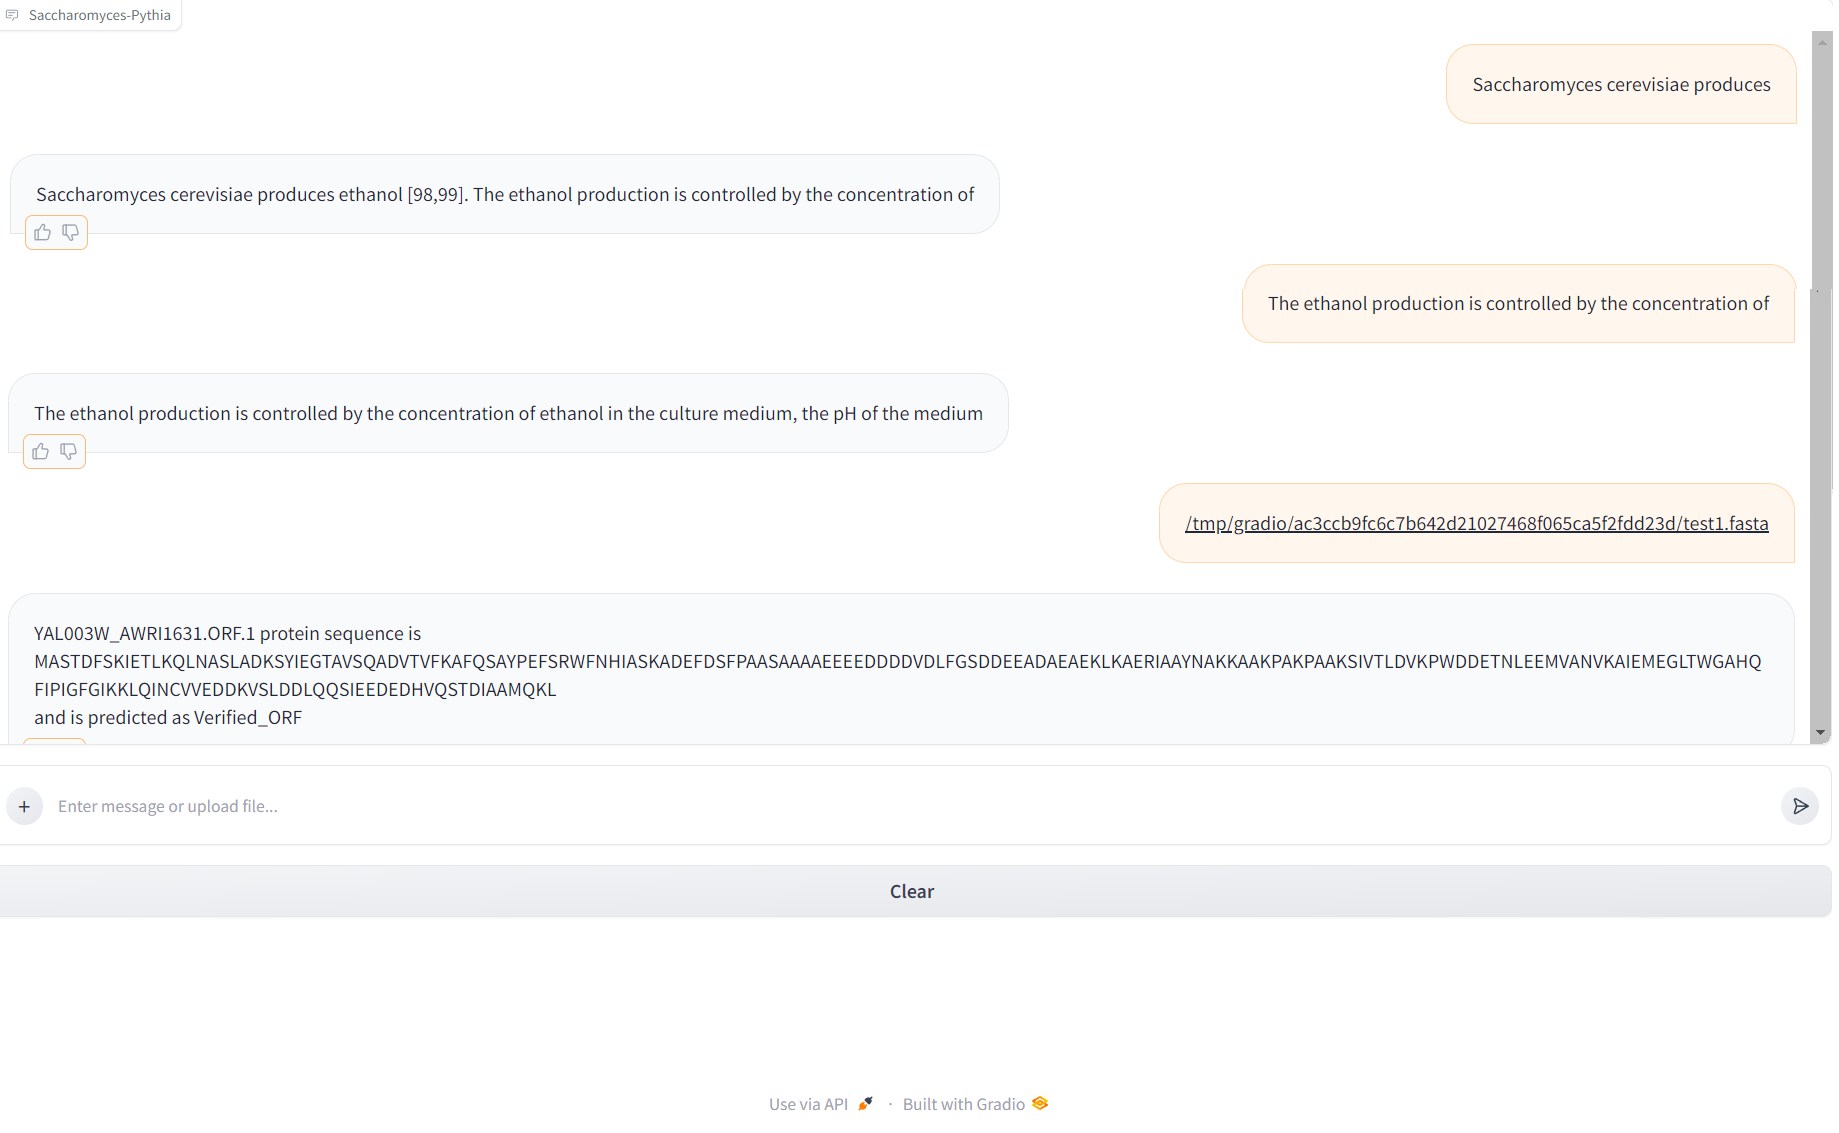 Saccharomyces-Pythia
Saccharomyces cerevisiae produces
Saccharomyces cerevisiae produces ethanol [98,99]. The ethanol production is controlled by the concentration of
The ethanol production is controlled by the concentration of
The ethanol production is controlled by the concentration of ethanol in the culture medium, the pH of the medium
/tmp/gradio/ac3ccb9fc6c7b642d21027468f065ca5f2fdd23d/test1.fasta
YAL003W_AWRI1631.ORF.1 protein sequence is
MASTDFSKIETLKQLNASLADKSYIEGTAVSQADVTVFKAFQSAYPEFSRWFNHIASKADEFDSFPAASAAAAEEEEDDDDVDLFGSDDEEADAEAEKLKAERIAAYNAKKAAKPAKPAAKSIVTLDVKPWDDETNLEEMVANVKAIEMEGLTWGAHQ
FIPIGFGIKKLQINCVVEDDKVSLDDLQQSIEEDEDHVQSTDIAAMQKL
and is predicted as Verified_ORF
Enter message or upload file...
Clear
Use via API · Built with Gradio